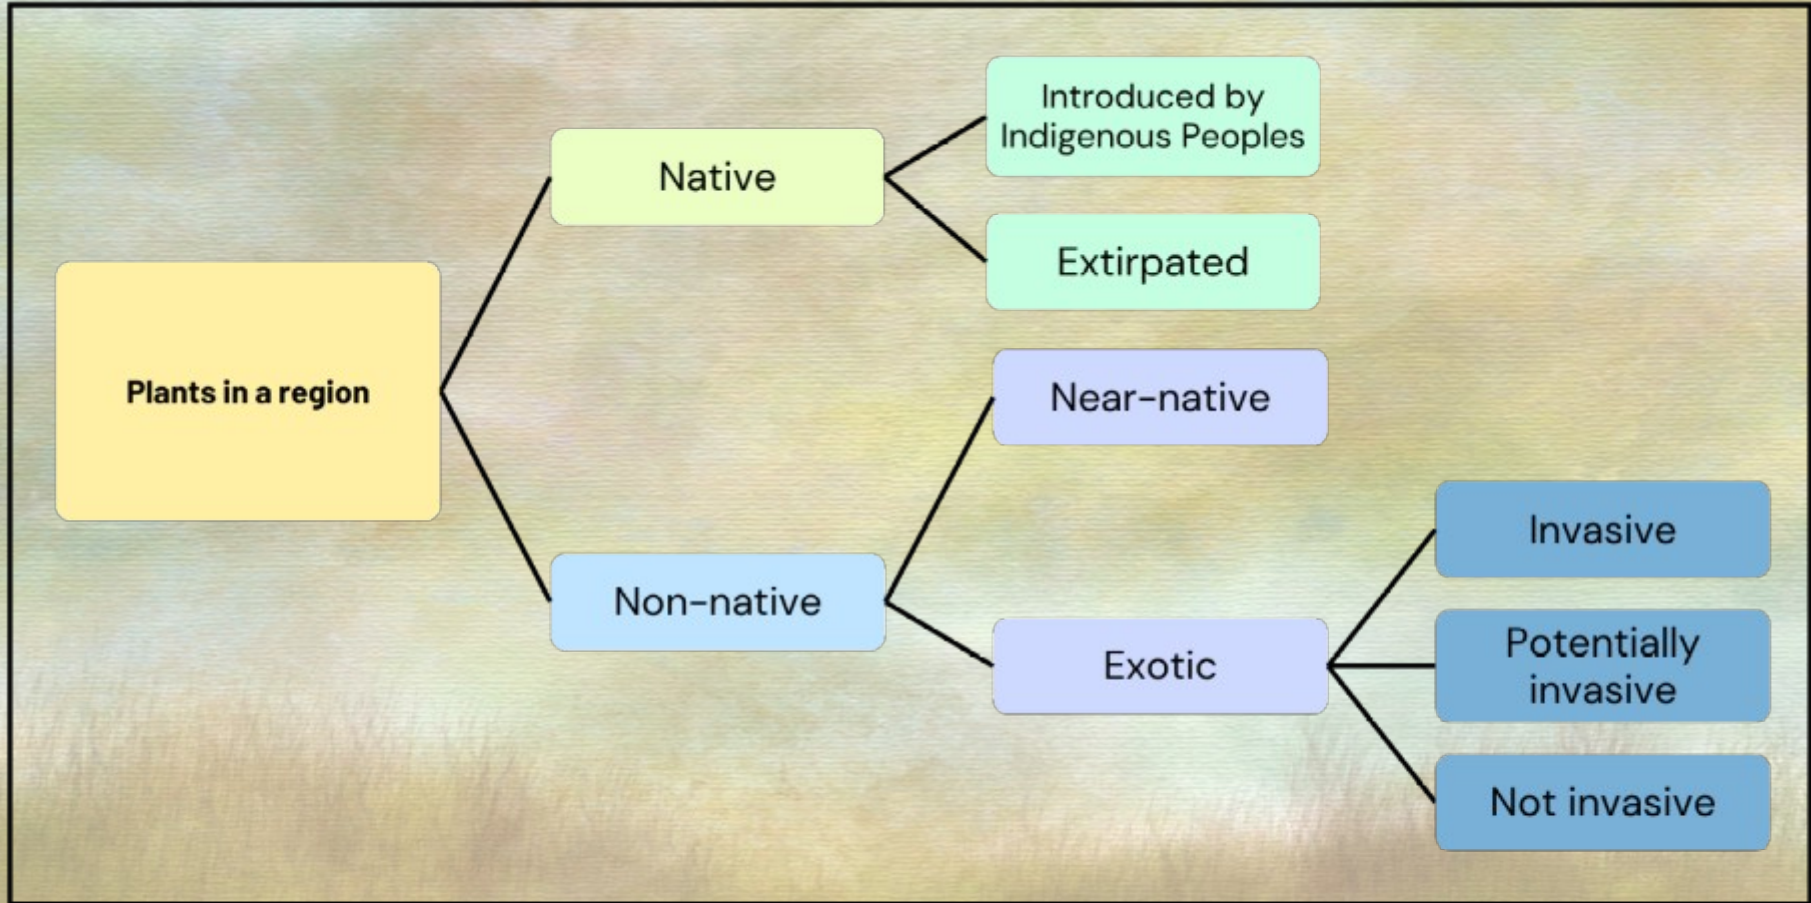 Plants in a region
Native
Introduced by
Indigenous Peoples
Extirpated
Non-native
Near-native
Exotic
Invasive
Potentially
invasive
Not invasive